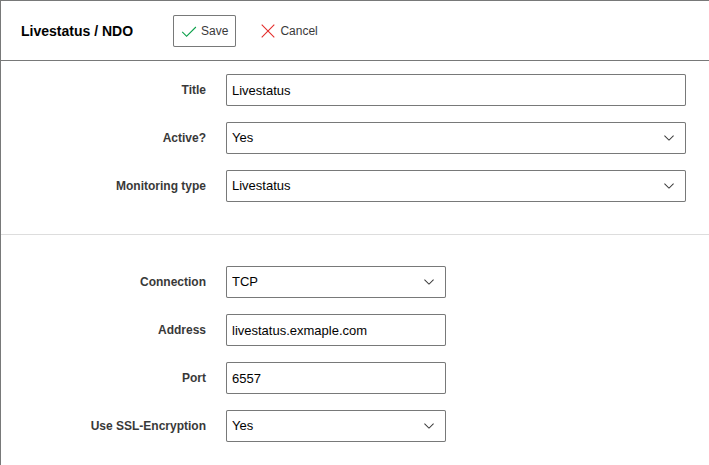 Livestatus / NDO Save Cancel
Title Livestatus
Active? Yes
Monitoring type Livestatus
Connection TCP
Address livestatus.exmaple.com
Port 6557
Use SSL-Encryption Yes